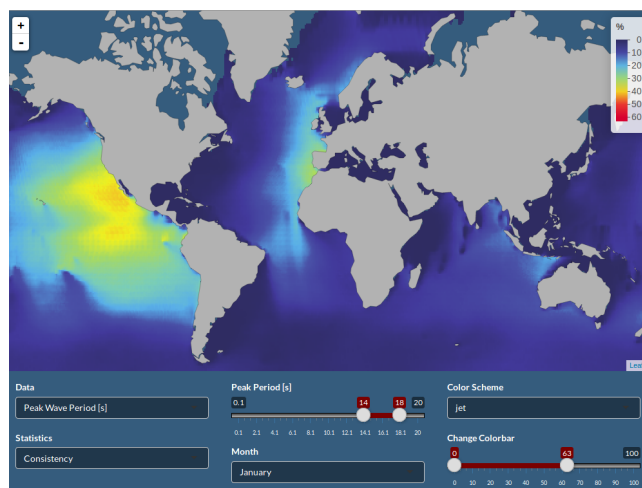 +
-
%
0
10
20
30
40
50
60
Leaf
Data
Peak Wave Period [s]
Statistics
Consistency
Peak Period [s]
0.1 14 18 20
0.1 2.1 4.1 6.1 8.1 10.1 12.1 14.1 16.1 18.1 20
Month
January
Color Scheme
jet
Change Colorbar
0 63 100
0 10 20 30 40 50 60 70 80 90 100